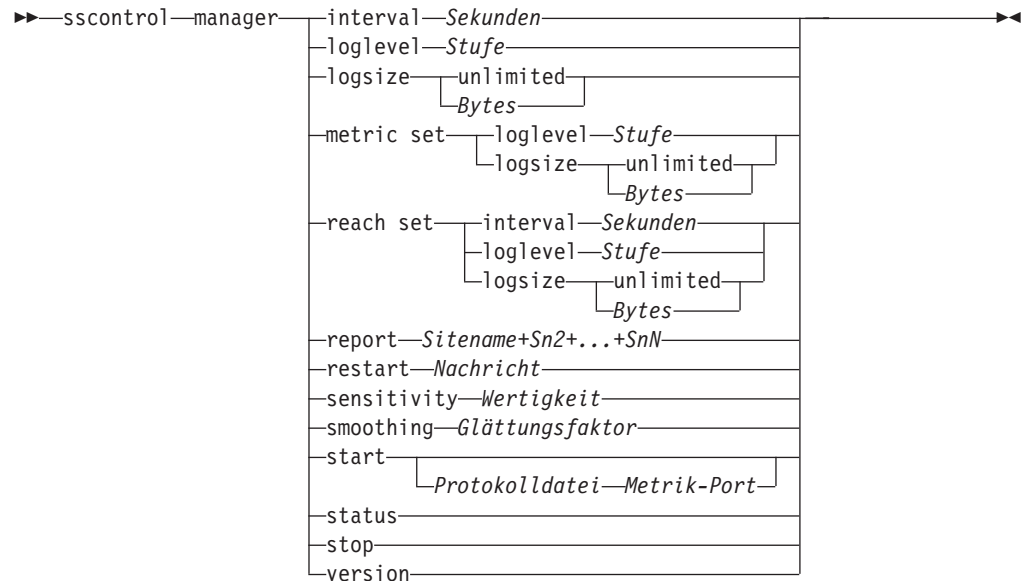 sscontrol manager interval Sekunden
loglevel Stufe
logsize unlimited
Bytes
metric set loglevel Stufe
logsize unlimited
Bytes
reach set interval Sekunden
loglevel Stufe
logsize unlimited
Bytes
report Sitename+Sn2+...+SnN
restart Nachricht
sensitivity Wertigkeit
smoothing Glättungsfaktor
start
Protokolldatei Metrik-Port
status
stop
version